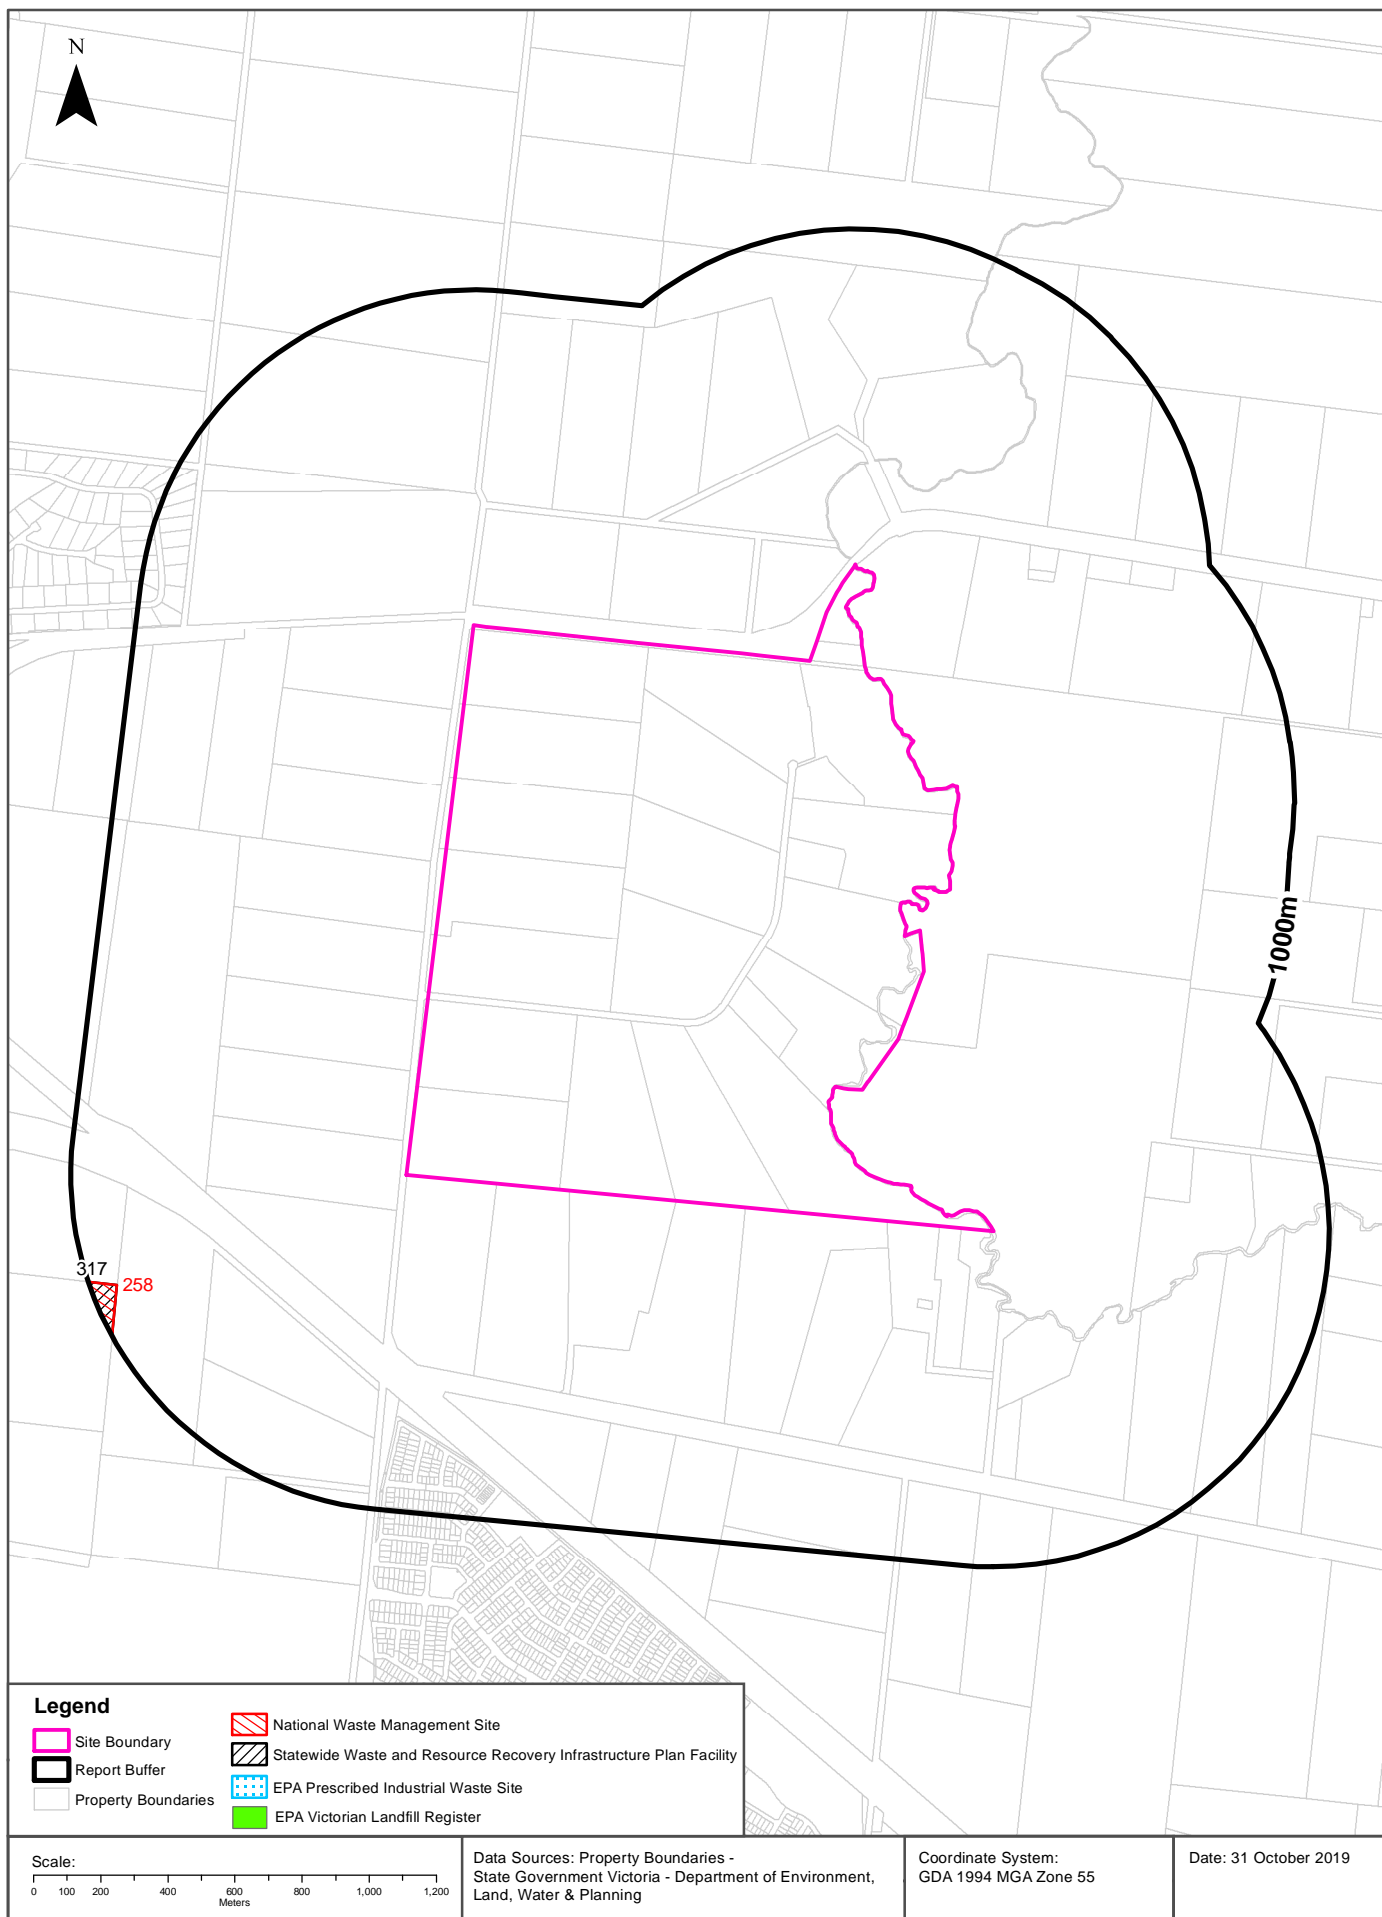 N
1000m
317
258
Legend
Site Boundary
Report Buffer
Property Boundaries
National Waste Management Site
Statewide Waste and Resource Recovery Infrastructure Plan Facility
EPA Prescribed Industrial Waste Site
EPA Victorian Landfill Register
Scale:
0 100 200 400 600 800 1,000 1,200
Meters
Data Sources: Property Boundaries -
State Government Victoria - Department of Environment,
Land, Water & Planning
Coordinate System:
GDA 1994 MGA Zone 55
Date: 31 October 2019